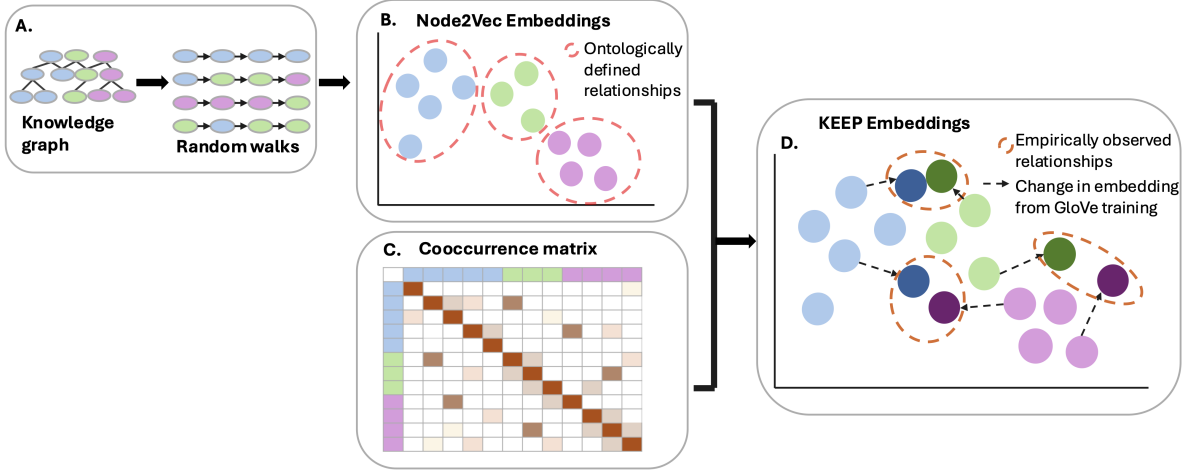 A.
Knowledge
graph
Random walks
B.
Node2Vec Embeddings
Ontologically
defined
relationships
C.
Cooccurrence matrix
KEEP Embeddings
D.
Empirically observed
relationships
Change in embedding
from GloVe training